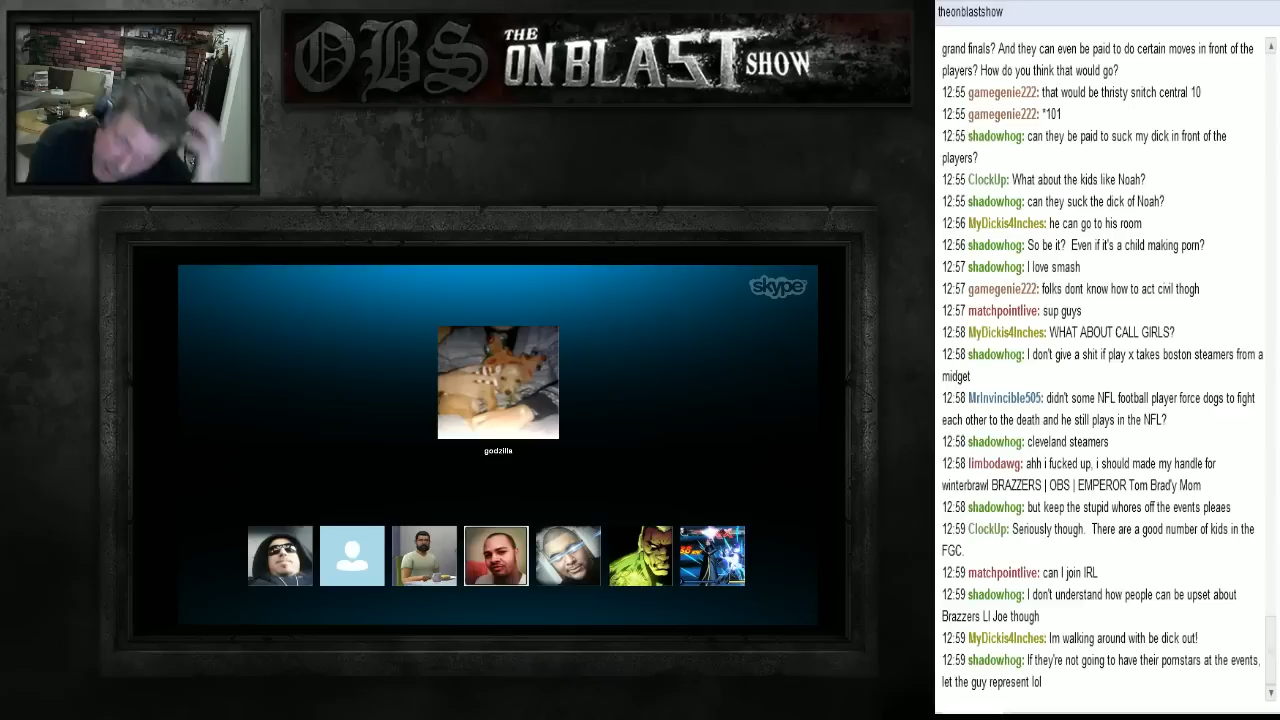 OBS THE ON BLAST SHOW
skype
godzilla
theonblastshow
grand finals? And they can even be paid to do certain moves in front of the
players? How do you think that would go?
12:55 gamegenie222: that would be thristy snitch central 10
12:55 gamegenie222: *101
12:55 shadowhog: can they be paid to suck my dick in front of the
players?
12:55 ClockUp: What about the kids like Noah?
12:55 shadowhog: can they suck the dick of Noah?
12:56 MyDickis4Inches: he can go to his room
12:56 shadowhog: So be it? Even if it's a child making porn?
12:57 shadowhog: I love smash
12:57 gamegenie222: folks dont know how to act civil thogh
12:57 matchpointlive: sup guys
12:58 MyDickis4Inches: WHAT ABOUT CALL GIRLS?
12:58 shadowhog: I don't give a shit if play x takes boston steamers from a
midget
12:58 MrInvincible505: didn't some NFL football player force dogs to fight
each other to the death and he still plays in the NFL?
12:58 shadowhog: cleveland steamers
12:58 limbodawg: ahh i fucked up, i should made my handle for
winterbrawl BRAZZERS | OBS | EMPEROR Tom Brad'y Mom
12:58 shadowhog: but keep the stupid whores off the events pleaes
12:59 ClockUp: Seriously though. There are a good number of kids in the
FGC.
12:59 matchpointlive: can I join IRL
12:59 shadowhog: I don't understand how people can be upset about
Brazzers LI Joe though
12:59 MyDickis4Inches: Im walking around with be dick out!
12:59 shadowhog: If they're not going to have their pornstars at the events,
let the guy represent lol